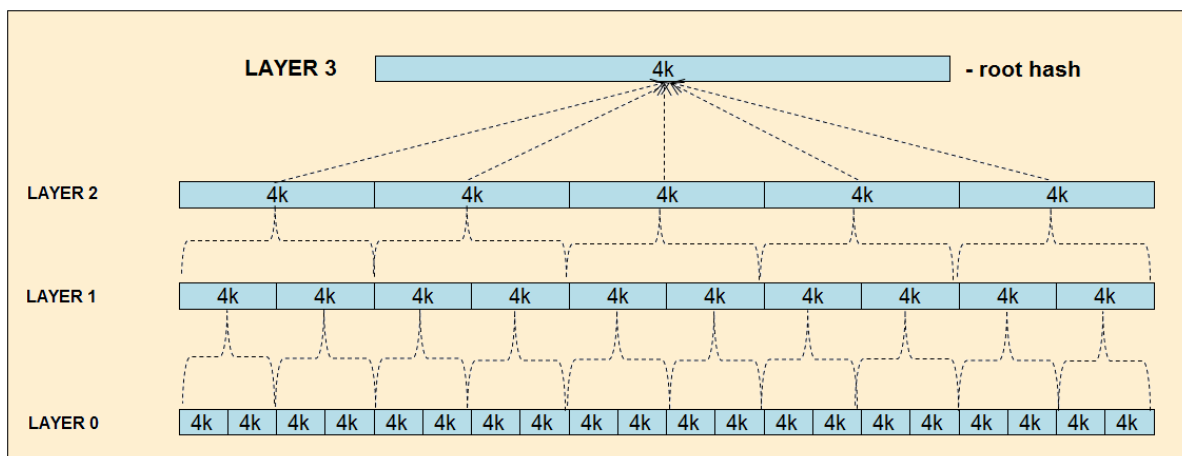 LAYER 3 4k - root hash
LAYER 2 4k 4k 4k 4k 4k
LAYER 1 4k 4k 4k 4k 4k 4k 4k 4k 4k 4k
LAYER 0 4k 4k 4k 4k 4k 4k 4k 4k 4k 4k 4k 4k 4k 4k 4k 4k 4k 4k 4k 4k